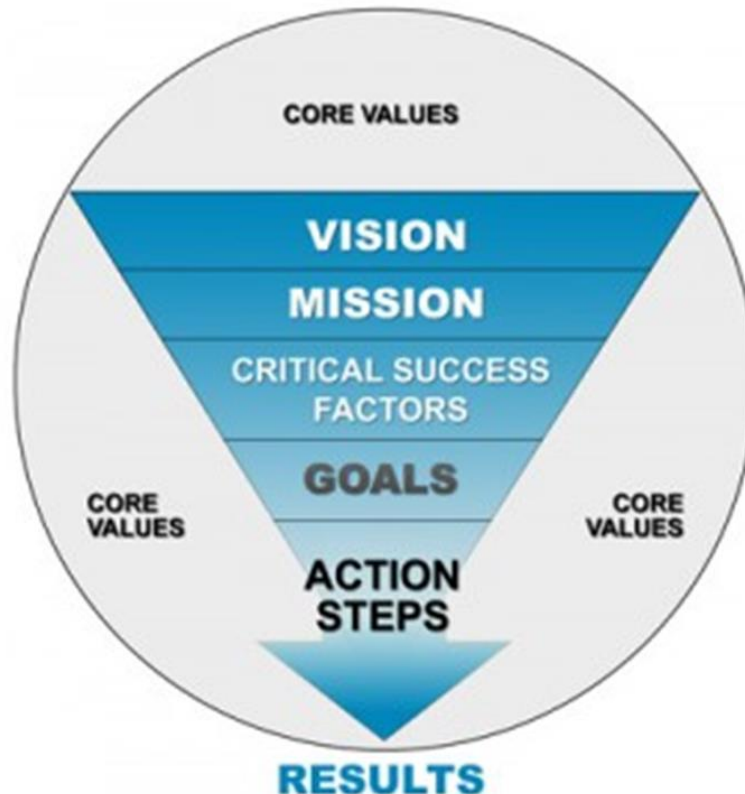 CORE VALUES
VISION
MISSION
CRITICAL SUCCESS
FACTORS
GOALS
CORE
VALUES
CORE
VALUES
ACTION
STEPS
RESULTS